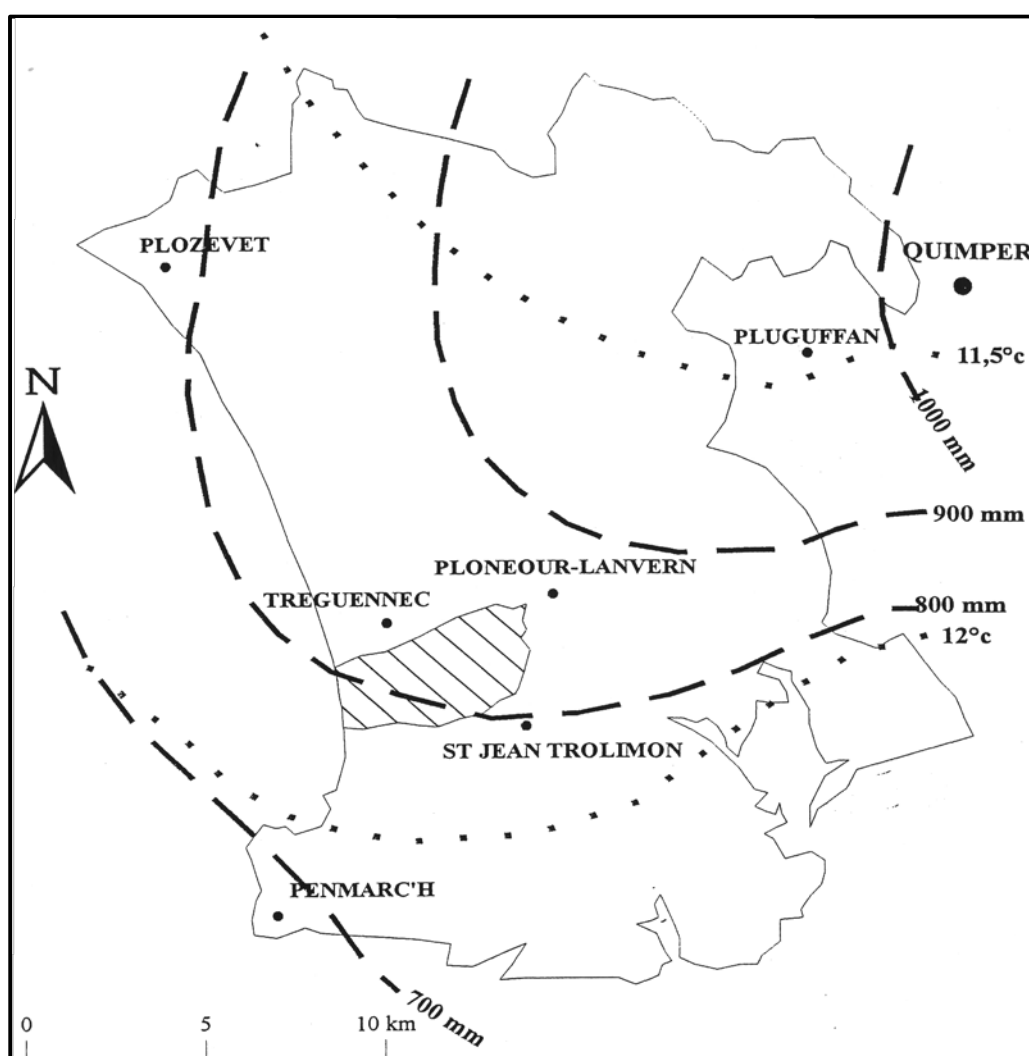 PLOZEVET
QUIMPER
PLUGUFFAN
11,5°c
N
1000 mm
900 mm
PLONEOUR-LANVERN
TREGUENNEC
800 mm
12°c
ST JEAN TROLIMON
PENMARC'H
700 mm
0 5 10 km